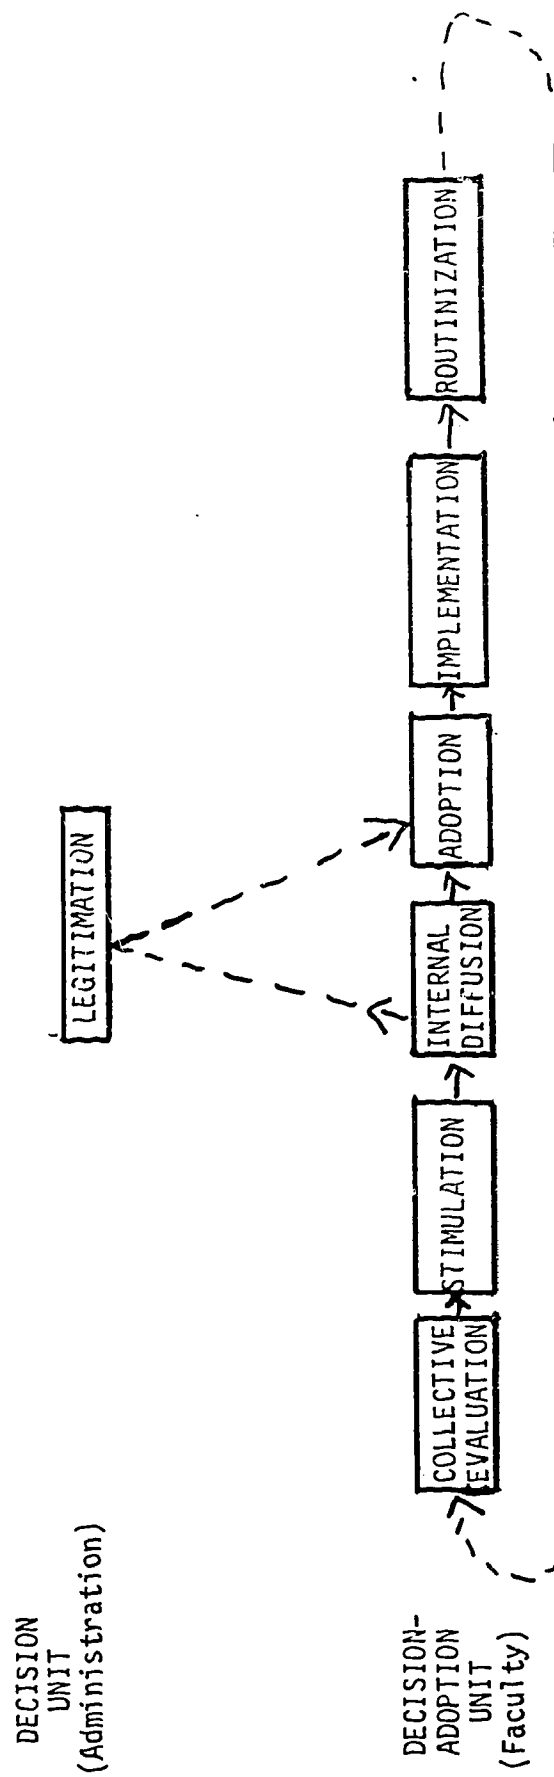 DECISION
UNIT
(Administration)
LEGITIMATION
DECISION-
ADOPTION
UNIT
(Faculty)
COLLECTIVE
EVALUATION
STIMULATION
INTERNAL
DIFFUSION
ADOPTION
IMPLEMENTATION
ROUTINIZATION